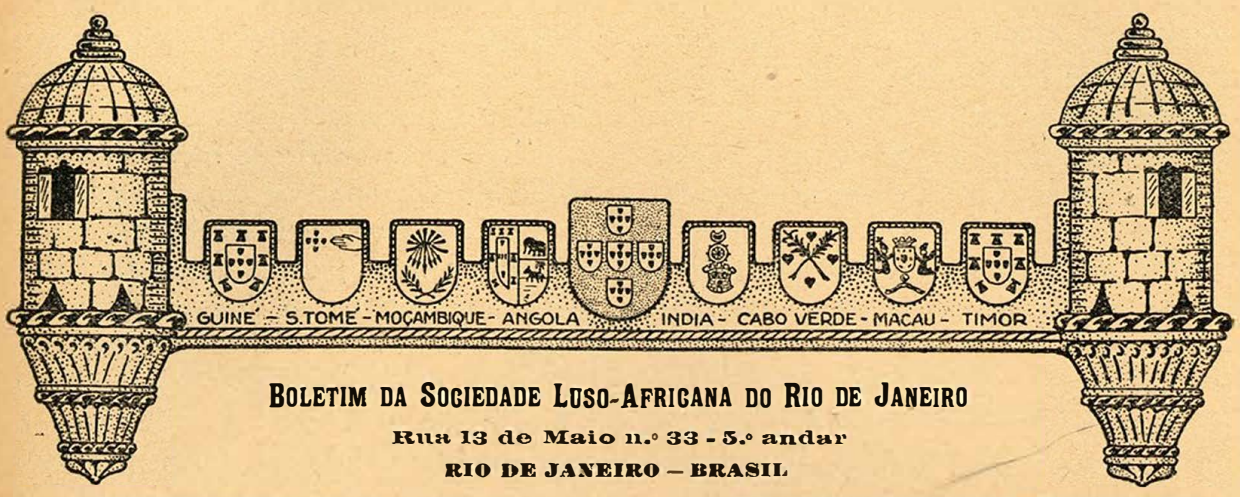 GUINÉ - S.TOMÉ - MOÇAMBIQUE - ANGOLA INDIA - CABO VERDE - MACAU - TIMOR
BOLETIM DA SOCIEDADE LUSO-AFRICANA DO RIO DE JANEIRO
Rua 13 de Maio n.º 33 - 5.º andar
RIO DE JANEIRO — BRASIL